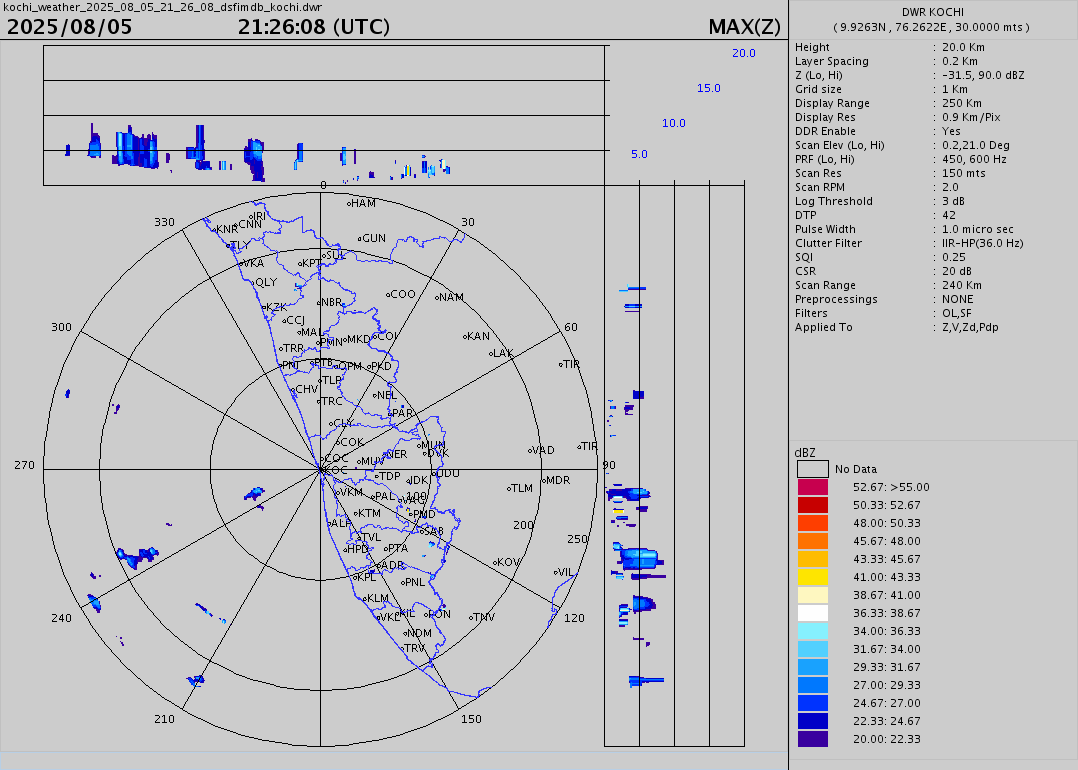 kochi_weather_2025_08_05_21_26_08_dsfimdb_kochi.dwr
2025/08/05 21:26:08 (UTC) MAX(Z)
20.0
15.0
10.0
5.0
DWR KOCHI
( 9.9263N , 76.2622E , 30.0000 mts )
Height : 20.0 Km
Layer Spacing : 0.2 Km
Z (Lo, Hi) : -31.5, 90.0 dBZ
Grid size : 1 Km
Display Range : 250 Km
Display Res : 0.9 Km/Pix
DDR Enable : Yes
Scan Elev (Lo, Hi) : 0.2,21.0 Deg
PRF (Lo, Hi) : 450, 600 Hz
Scan Res : 150 mts
Scan RPM : 2.0
Log Threshold : 3 dB
DTP : 42
Pulse Width : 1.0 micro sec
Clutter Filter : IIR-HP(36.0 Hz)
SQI : 0.25
CSR : 20 dB
Scan Range : 240 Km
Preprocessings : NONE
Filters : OL,SF
Applied To : Z,V,Zd,Pdp
0
HAM
IRI
330 30
CNN
KNR
GUN
TLY
SUL
VKA KPT
QLY
COO NAM
NBR
KZK
CCJ
300 60
MAL
KAN
PMN MKD COI
TRR
LAK
PNI PTB OPM PKD TIR
TLP
CHV NEL
TRC
PAR
CLY
COK
MUN TIR
VAD
NER DVK
COC MUV
270 KOC 90
TDP UDU
IDK MDR
TLM
VKM PAL 100 VAG
KTM PMD
ALP 200
SAB
TVL 250
HPD PTA
ADR KOV
VIL
KPL PNL
KLM
240 VKL KIL PON TNV 120
NDM
TRV
210 150
dBZ
No Data
52.67: >55.00
50.33: 52.67
48.00: 50.33
45.67: 48.00
43.33: 45.67
41.00: 43.33
38.67: 41.00
36.33: 38.67
34.00: 36.33
31.67: 34.00
29.33: 31.67
27.00: 29.33
24.67: 27.00
22.33: 24.67
20.00: 22.33